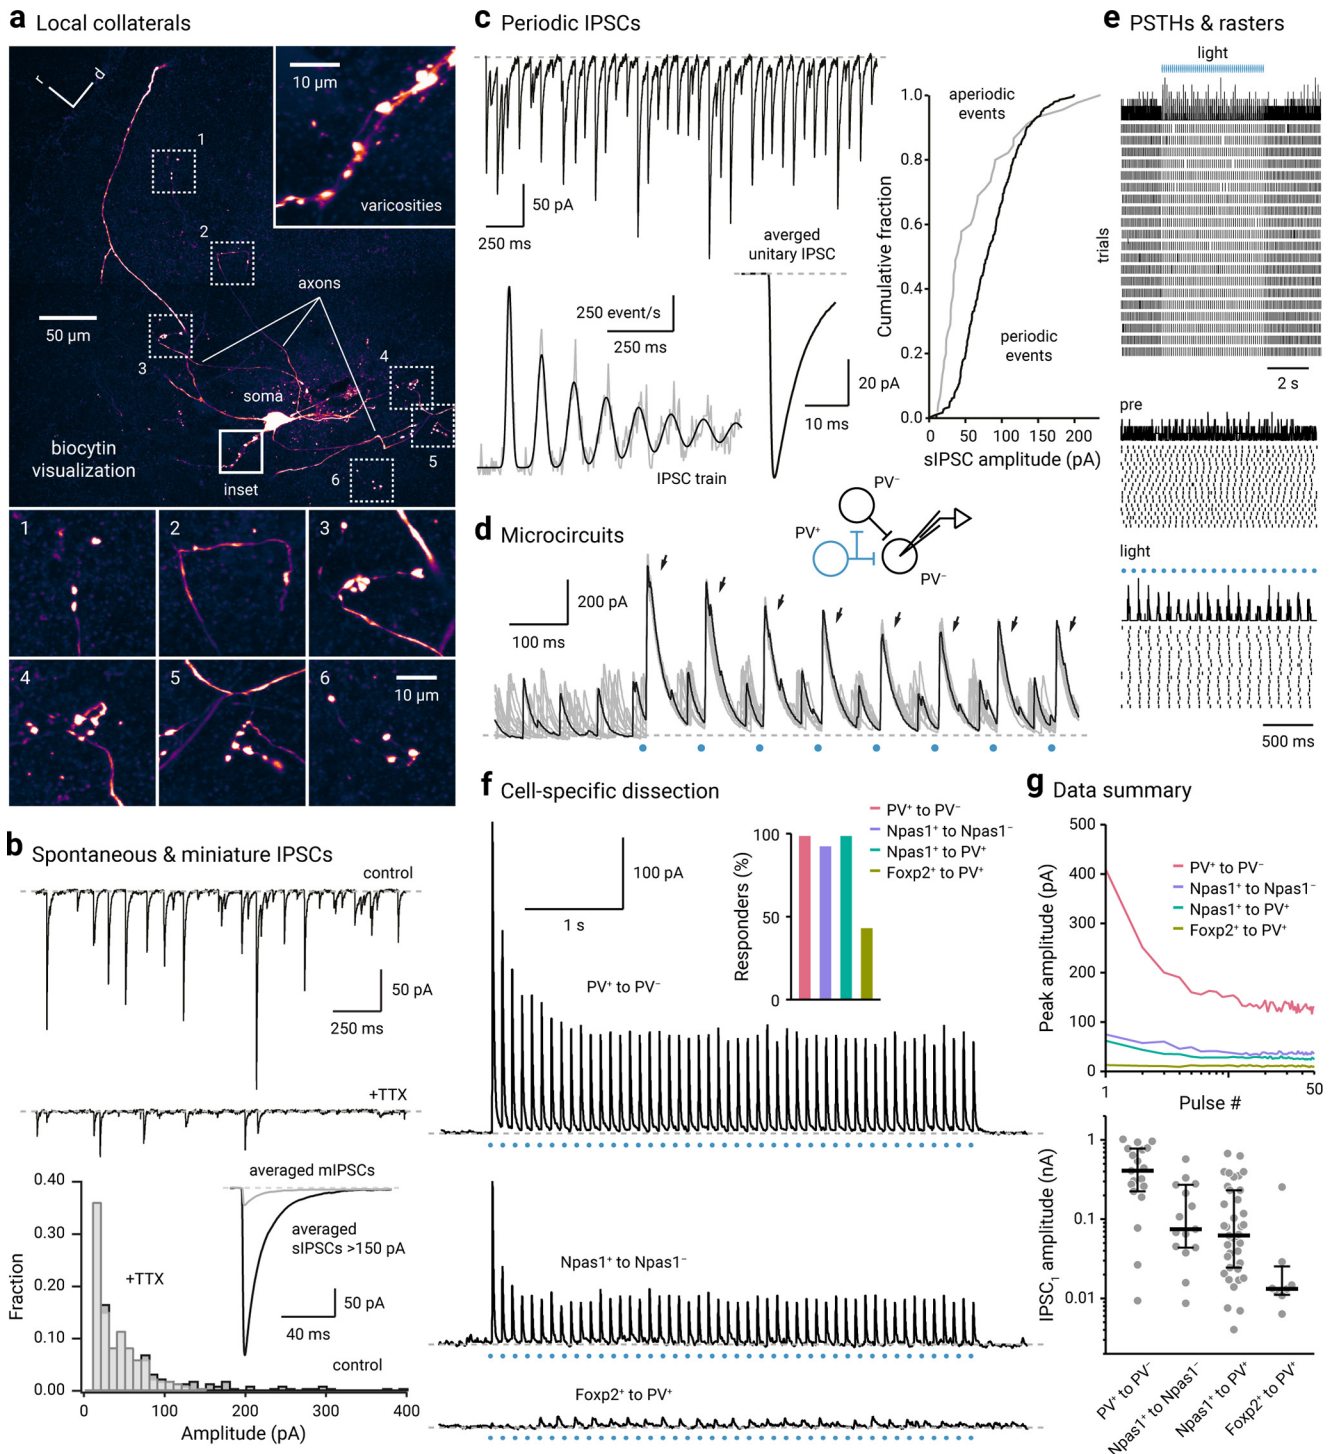 a Local collaterals
r
d
10 µm
varicosities
1
2
axons
50 µm
3
4
soma
biocytin
visualization
inset
5
6
1
2
3
4
5
6
10 µm
b Spontaneous & miniature IPSCs
control
50 pA
250 ms
+TTX
averaged mIPSCs
averaged
sIPSCs >150 pA
50 pA
40 ms
+TTX
control
Fraction
0.40
0.30
0.20
0.10
0.00
0
100
200
300
400
Amplitude (pA)
c Periodic IPSCs
50 pA
250 ms
averged
unitary IPSC
250 event/s
250 ms
20 pA
10 ms
IPSC train
Cumulative fraction
1.0
0.8
0.6
0.4
0.2
0.0
aperiodic
events
periodic
events
0
50
100
150
200
sIPSC amplitude (pA)
d Microcircuits
PV⁻
PV⁺
PV⁻
200 pA
100 ms
e PSTHs & rasters
light
trials
2 s
pre
light
500 ms
f Cell-specific dissection
100 pA
1 s
PV⁺ to PV⁻
Responders (%)
100
50
0
PV⁺ to PV⁻
Npas1⁺ to Npas1⁻
Npas1⁺ to PV⁺
Foxp2⁺ to PV⁺
Npas1⁺ to Npas1⁻
Foxp2⁺ to PV⁺
g Data summary
Peak amplitude (pA)
500
400
300
200
100
0
PV⁺ to PV⁻
Npas1⁺ to Npas1⁻
Npas1⁺ to PV⁺
Foxp2⁺ to PV⁺
1
50
Pulse #
IPSC₁ amplitude (nA)
1
0.1
0.01
PV⁺ to PV⁻
Npas1⁺ to Npas1⁻
Npas1⁺ to PV⁺
Foxp2⁺ to PV⁺